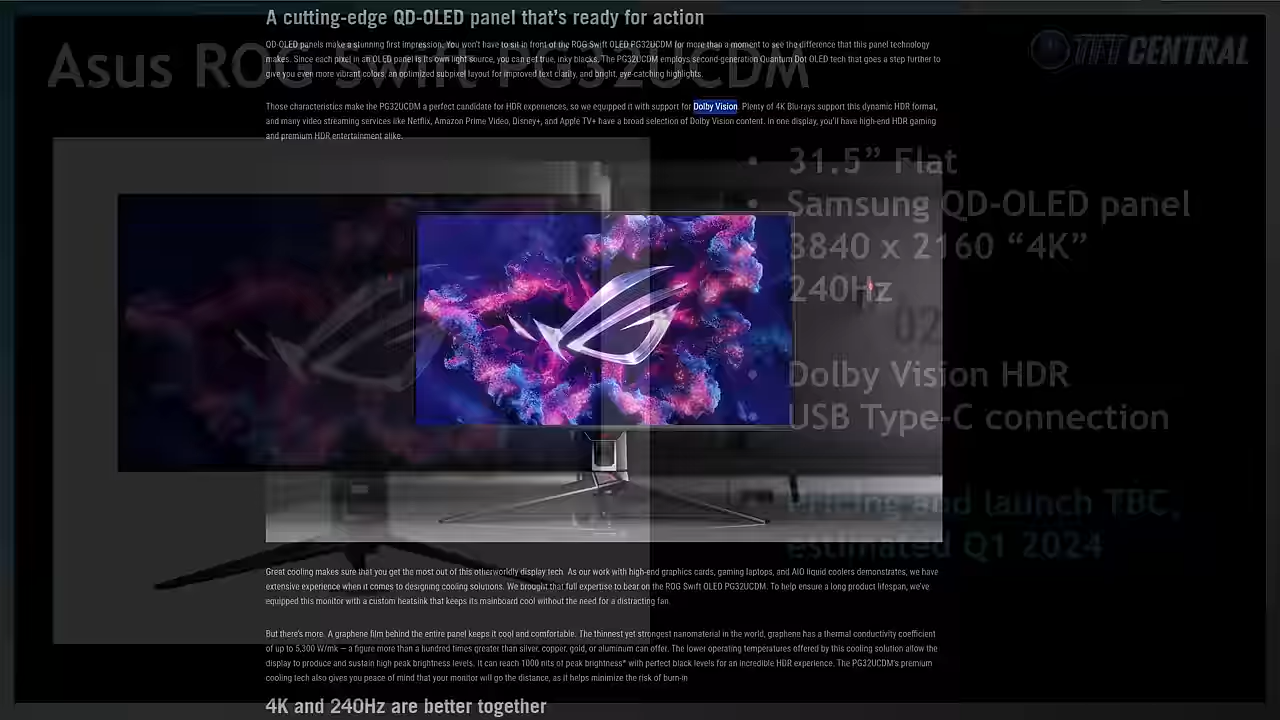 A cutting-edge QD-OLED panel that's ready for action
QD-OLED panels make a stunning first impression. You won't have to sit in front of the ROG Swift OLED PG32UCDM for more than a moment to see the difference that this panel technology
makes. Since each pixel in an OLED panel is its own light source, you can get true, inky blacks. The PG32UCDM employs second-generation Quantum Dot OLED tech that goes a step further to
give you even more vibrant colors, an optimized subpixel layout for improved text clarity, and bright, eye-catching highlights.
Asus ROG Swift PG32UCDM
TFT CENTRAL
Those characteristics make the PG32UCDM a perfect candidate for HDR experiences, so we equipped it with support for Dolby Vision. Plenty of 4K Blu-rays support this dynamic HDR format,
and many video streaming services like Netflix, Amazon Prime Video, Disney+, and Apple TV+ have a broad selection of Dolby Vision content. In one display, you'll have high-end HDR gaming
and premium HDR entertainment alike.
• 31.5” Flat
• Samsung QD-OLED panel
3840 x 2160 “4K”
240Hz
02
• Dolby Vision HDR
USB Type-C connection
Pricing and launch TBC,
estimated Q1 2024
Great cooling makes sure that you get the most out of this otherworldly display tech. As our work with high-end graphics cards, gaming laptops, and AIO liquid coolers demonstrates, we have
extensive experience when it comes to designing cooling solutions. We brought that full expertise to bear on the ROG Swift OLED PG32UCDM. To help ensure a long product lifespan, we've
equipped this monitor with a custom heatsink that keeps its mainboard cool without the need for a distracting fan.
But there's more. A graphene film behind the entire panel keeps it cool and comfortable. The thinnest yet strongest nanomaterial in the world, graphene has a thermal conductivity coefficient
of up to 5,300 W/mk — a figure more than a hundred times greater than silver, copper, gold, or aluminum can offer. The lower operating temperatures offered by this cooling solution allow the
display to produce and sustain high peak brightness levels. It can reach 1000 nits of peak brightness* with perfect black levels for an incredible HDR experience. The PG32UCDM's premium
cooling tech also gives you peace of mind that your monitor will go the distance, as it helps minimize the risk of burn-in
4K and 240Hz are better together